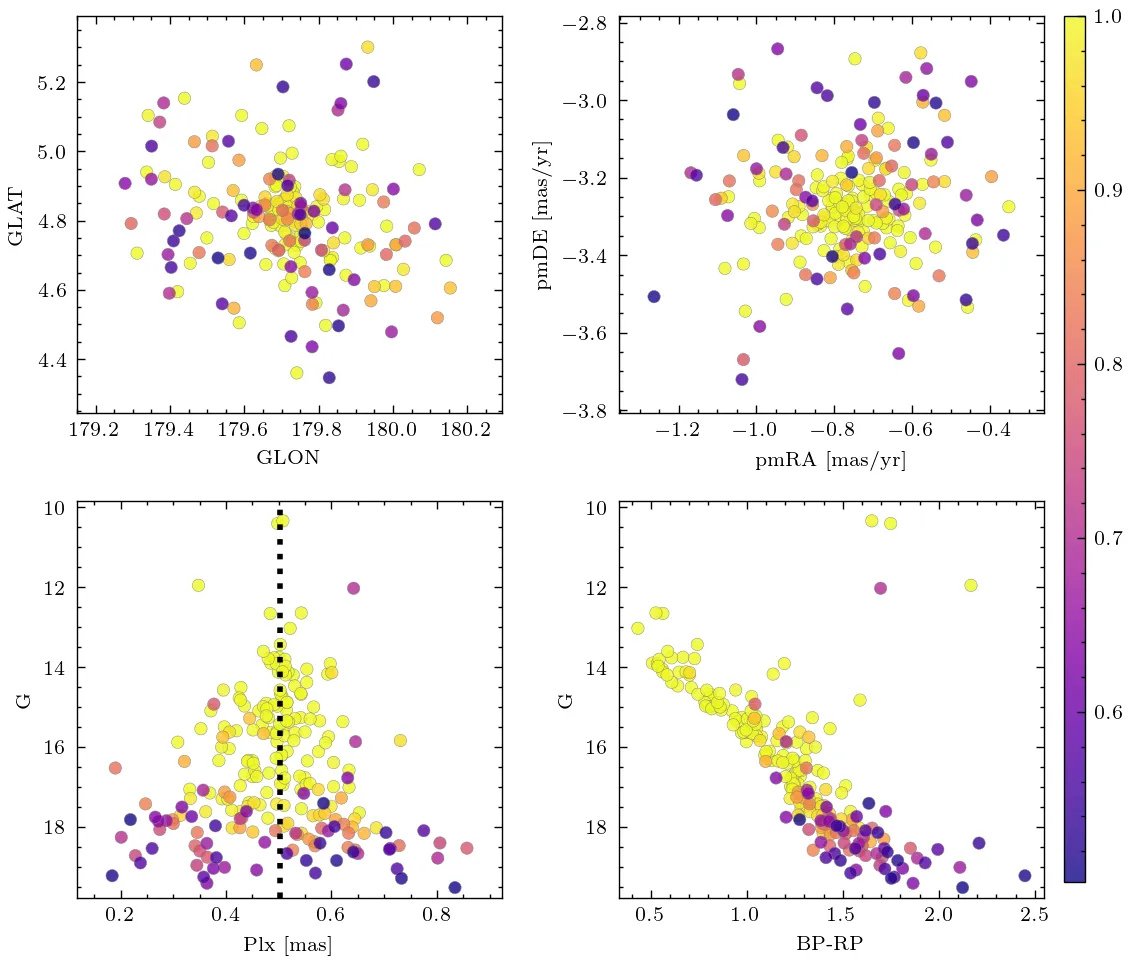 GLAT
5.2
5.0
4.8
4.6
4.4
179.2 179.4 179.6 179.8 180.0 180.2
GLON
pmDE [mas/yr]
−2.8
−3.0
−3.2
−3.4
−3.6
−3.8
−1.2 −1.0 −0.8 −0.6 −0.4
pmRA [mas/yr]
1.0
0.9
0.8
0.7
0.6
G
10
12
14
16
18
0.2 0.4 0.6 0.8
Plx [mas]
G
10
12
14
16
18
0.5 1.0 1.5 2.0 2.5
BP-RP